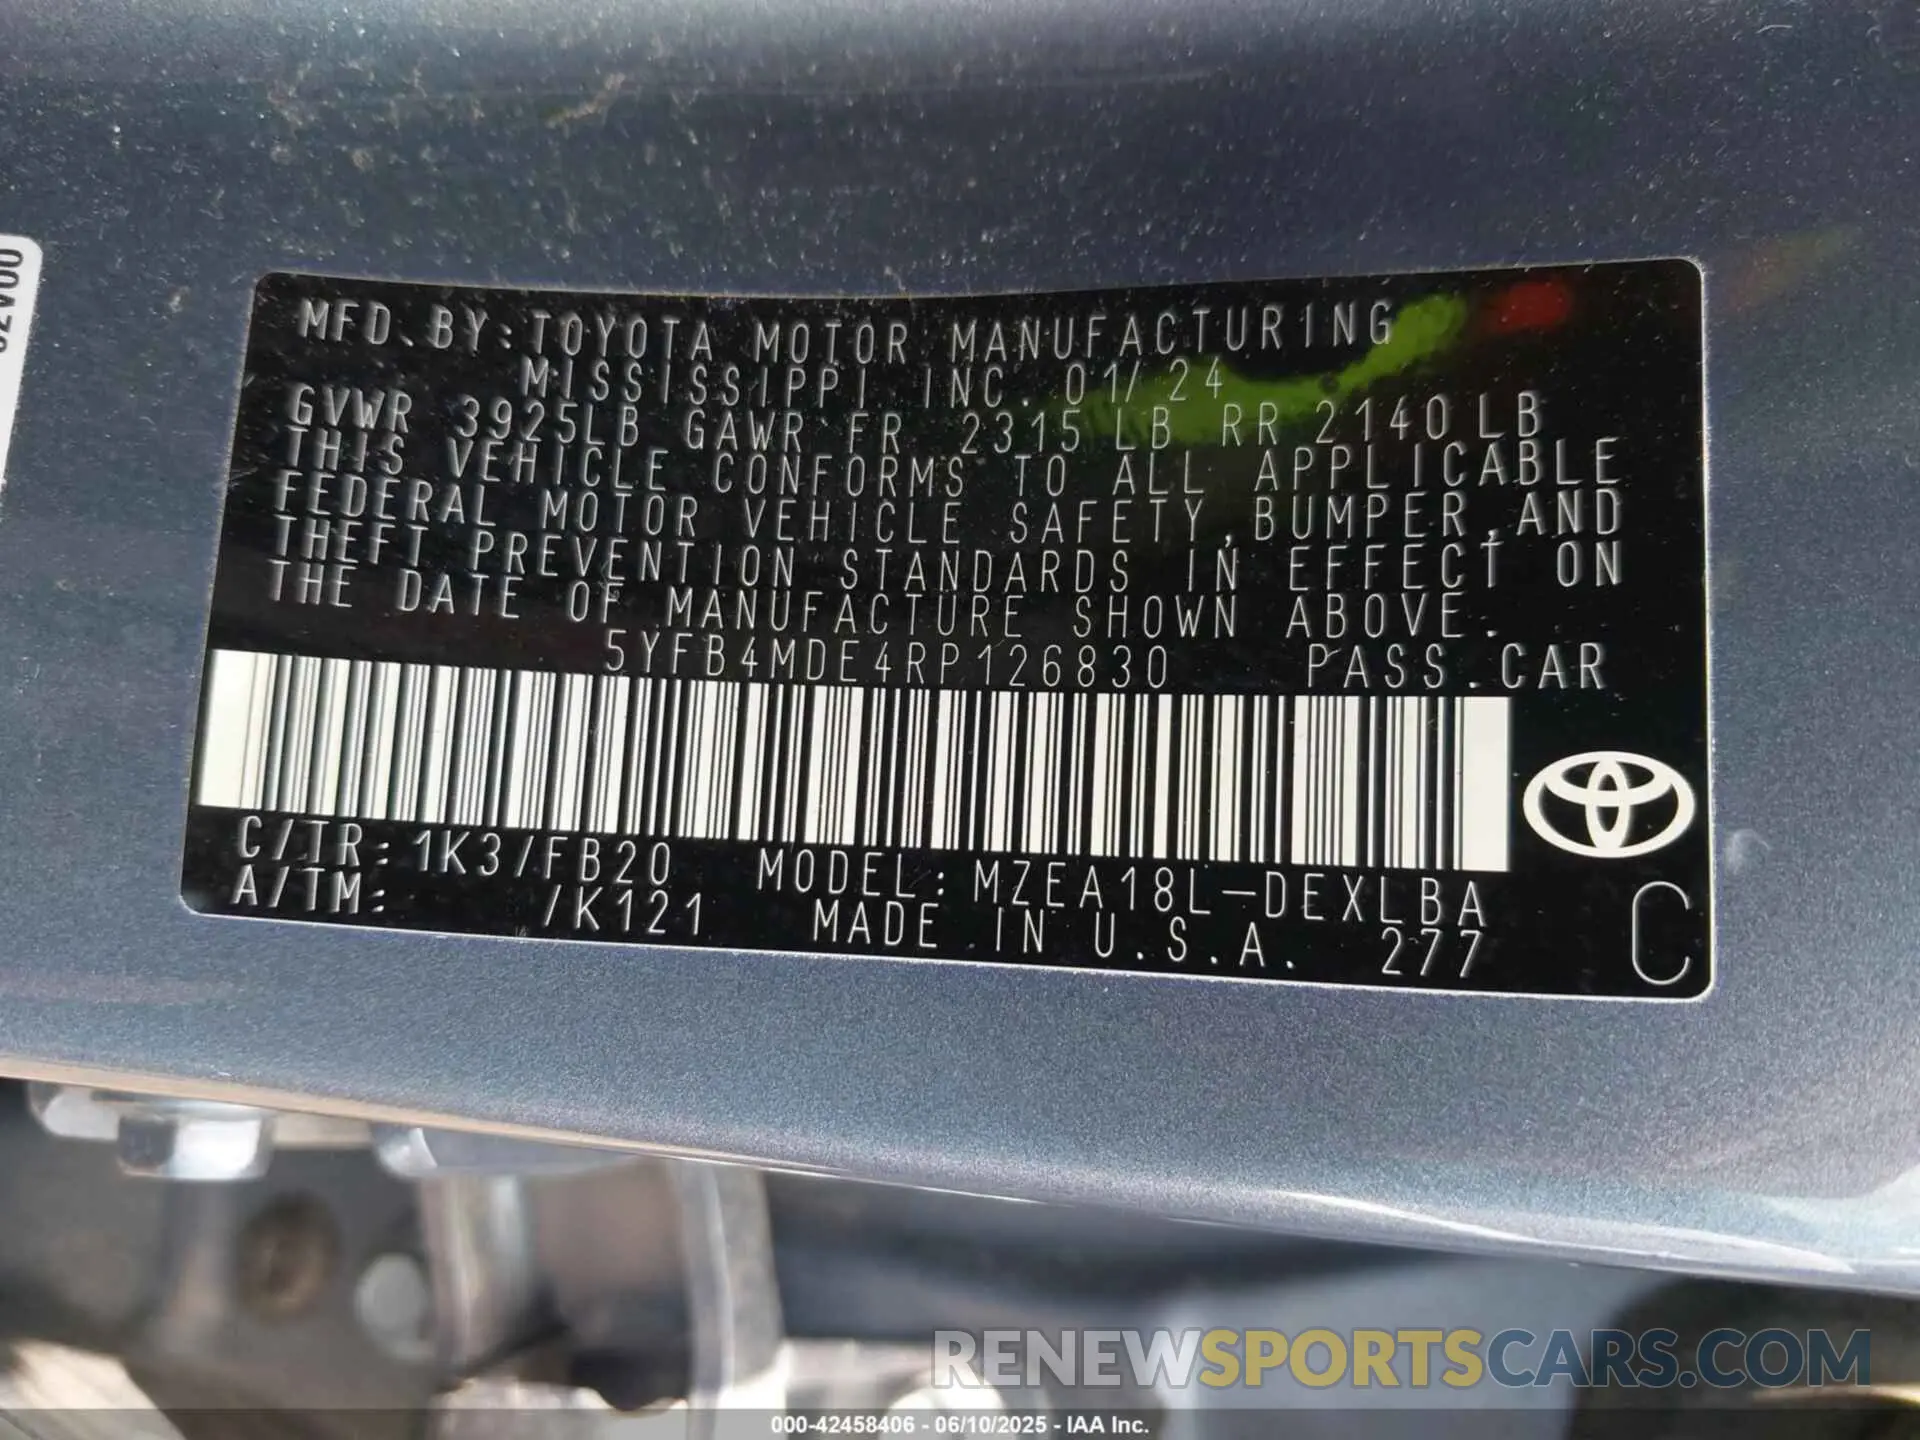 MFD.BY:TOYOTA MOTOR MANUFACTURING
MISSISSIPPI INC. 01/24
GVWR 3925LB GAWR FR 2315LB RR 2140LB
THIS VEHICLE CONFORMS TO ALL APPLICABLE
FEDERAL MOTOR VEHICLE SAFETY,BUMPER,AND
THEFT PREVENTION STANDARDS IN EFFECT ON
THE DATE OF MANUFACTURE SHOWN ABOVE.
5YFB4MDE4RP126830 PASS.CAR
C/TR:1K3/FB20 MODEL:MZEA18L-DEXLBA
A/TM: /K121 MADE IN U.S.A. 277 C
RENEWSPORTSCARS.COM
000-42458406 - 06/10/2025 - IAA Inc.